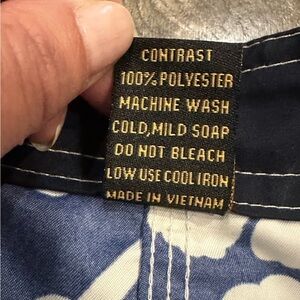 CONTRAST
100% POLYESTER
MACHINE WASH
COLD,MILD SOAP
DO NOT BLEACH
LOW USE COOL IRON
MADE IN VIETNAM